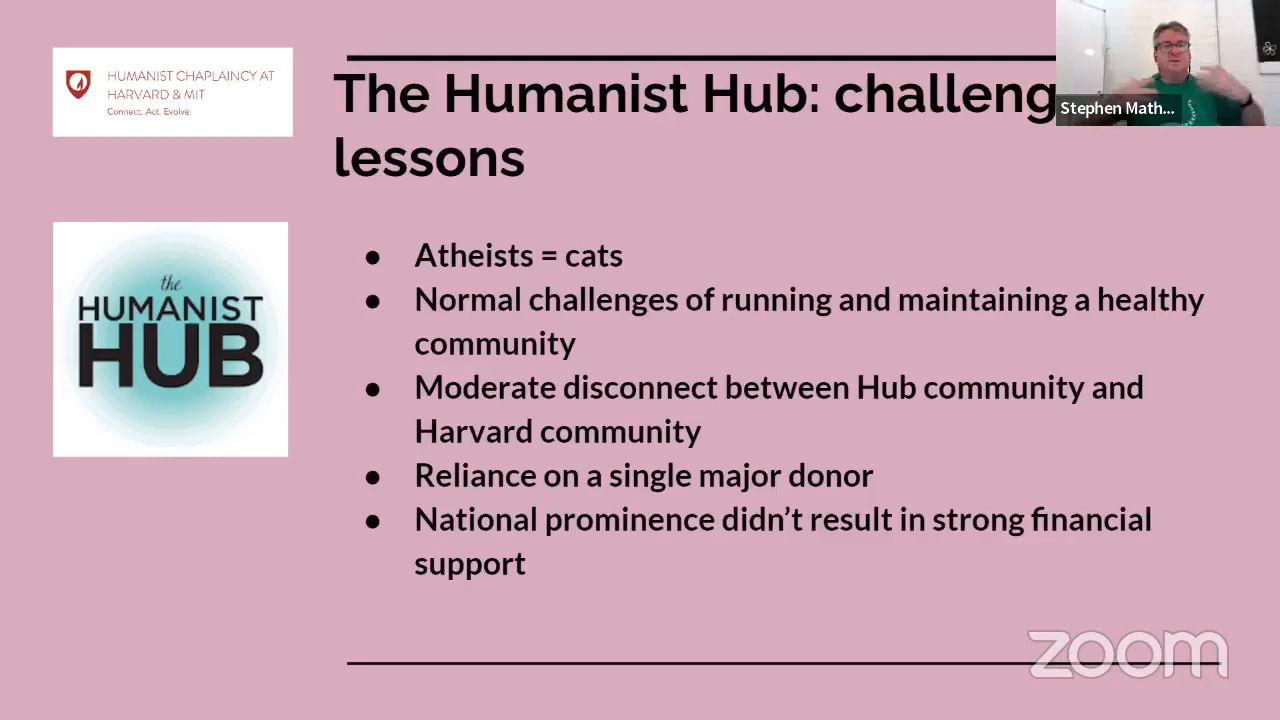 HUMANIST CHAPLAINCY AT
HARVARD & MIT
Connect. Act. Evolve.
The Humanist Hub: challeng
lessons
Stephen Math...
the
HUMANIST
HUB
● Atheists = cats
● Normal challenges of running and maintaining a healthy
community
● Moderate disconnect between Hub community and
Harvard community
● Reliance on a single major donor
● National prominence didn’t result in strong financial
support
zoom